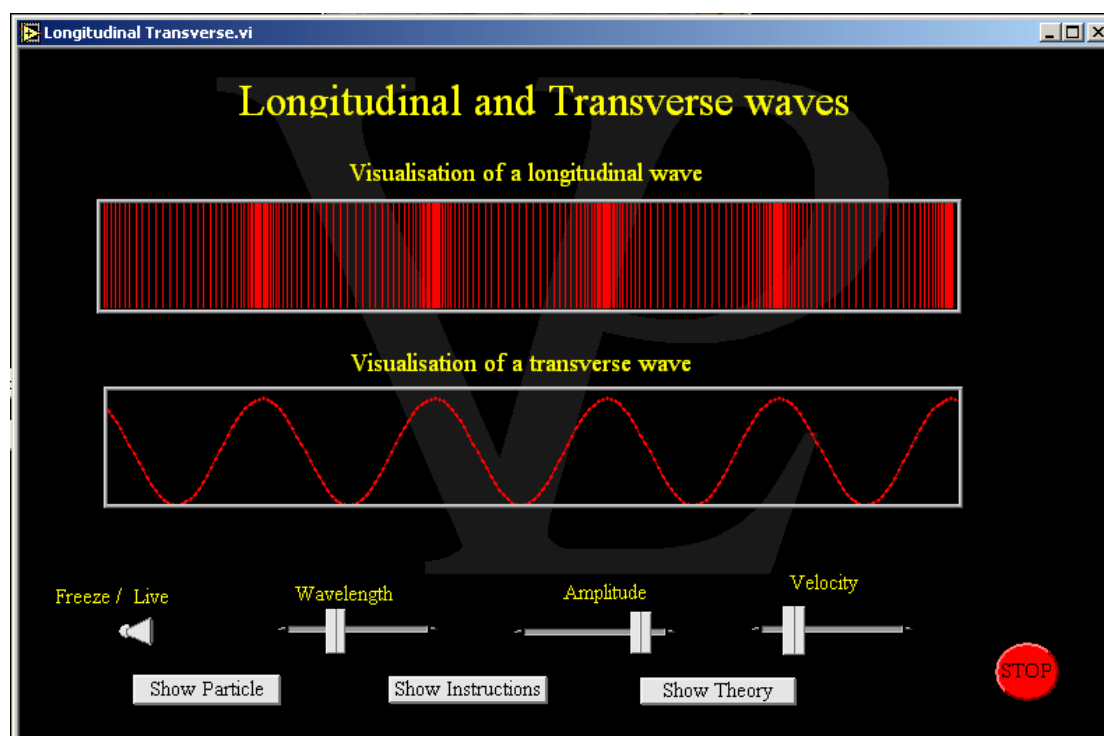 Longitudinal Transverse.vi
Longitudinal and Transverse waves
Visualisation of a longitudinal wave
Visualisation of a transverse wave
Freeze / Live
Wavelength
Amplitude
Velocity
STOP
Show Particle
Show Instructions
Show Theory
VPL